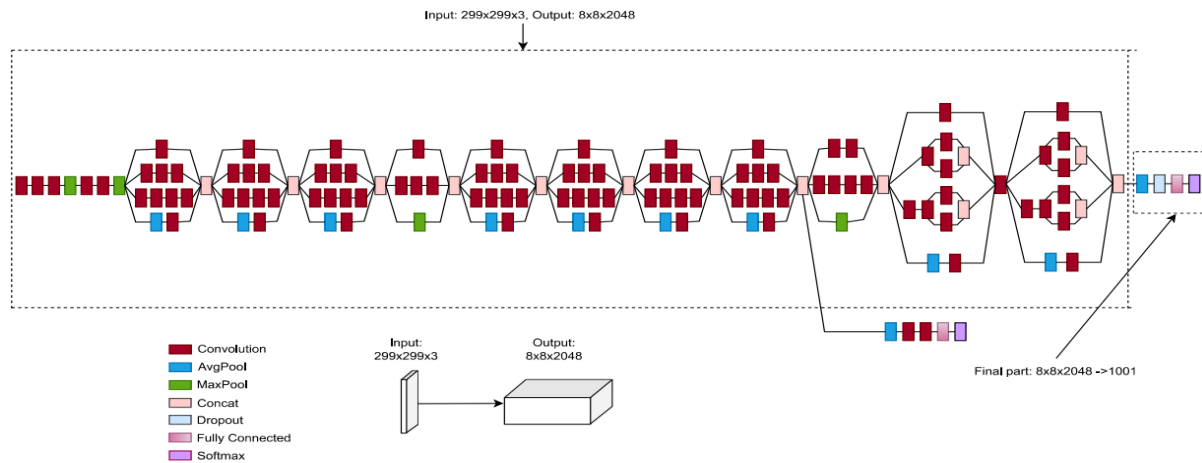 Input: 299x299x3, Output: 8x8x2048
Convolution
AvgPool
MaxPool
Concat
Dropout
Fully Connected
Softmax
Input:
299x299x3
Output:
8x8x2048
Final part: 8x8x2048 ->1001